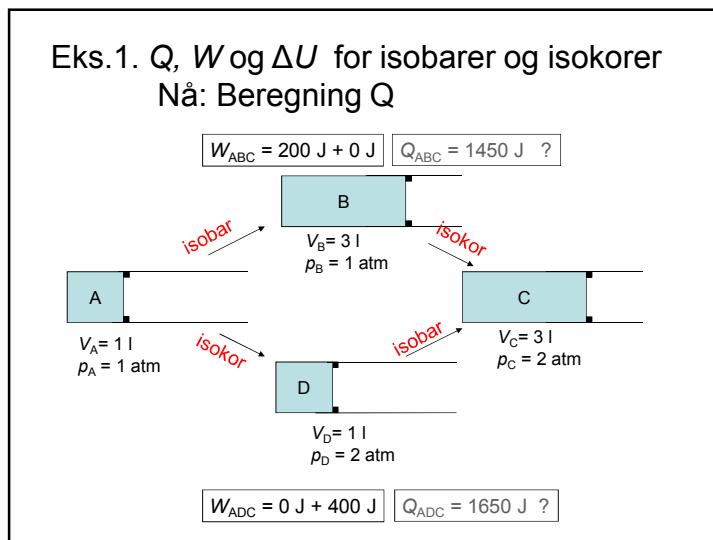 Eks.1. Q, W og ΔU for isobarer og isokorer
Nå: Beregning Q
W_ABC = 200 J + 0 J
Q_ABC = 1450 J ?
B
isobar
V_B= 3 l
p_B = 1 atm
isokor
A
V_A= 1 l
p_A = 1 atm
C
V_C= 3 l
p_C = 2 atm
isokor
isobar
D
V_D= 1 l
p_D = 2 atm
W_ADC = 0 J + 400 J
Q_ADC = 1650 J ?